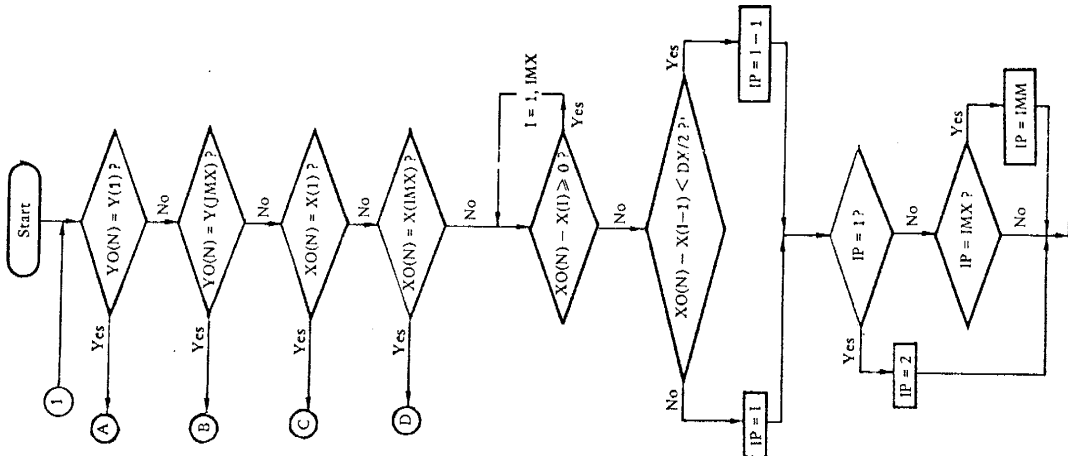 Start
1
YO(N) = Y(1) ?
Yes
A
No
YO(N) = Y(JMX) ?
Yes
B
No
XO(N) = X(1) ?
Yes
C
No
XO(N) = X(IMX) ?
Yes
D
No
I = 1, IMX
XO(N) − X(I) ⩾ 0 ?
Yes
No
XO(N) − X(I−1) < DX/2 ?
Yes
No
IP = I − 1
IP = I
IP = 1 ?
Yes
No
IP = 2
IP = IMX ?
Yes
No
IP = IMM